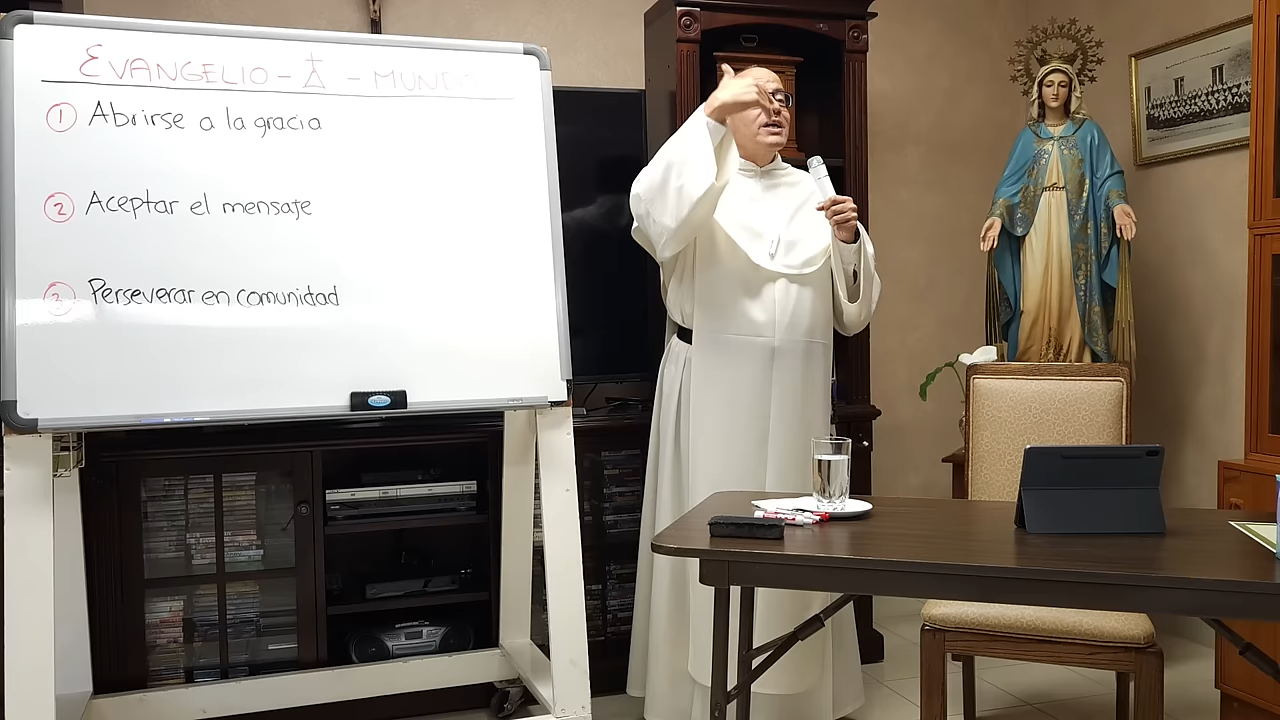 EVANGELIO - - MUNDO
1 Abrirse a la gracia
2 Aceptar el mensaje
3 Perseverar en comunidad